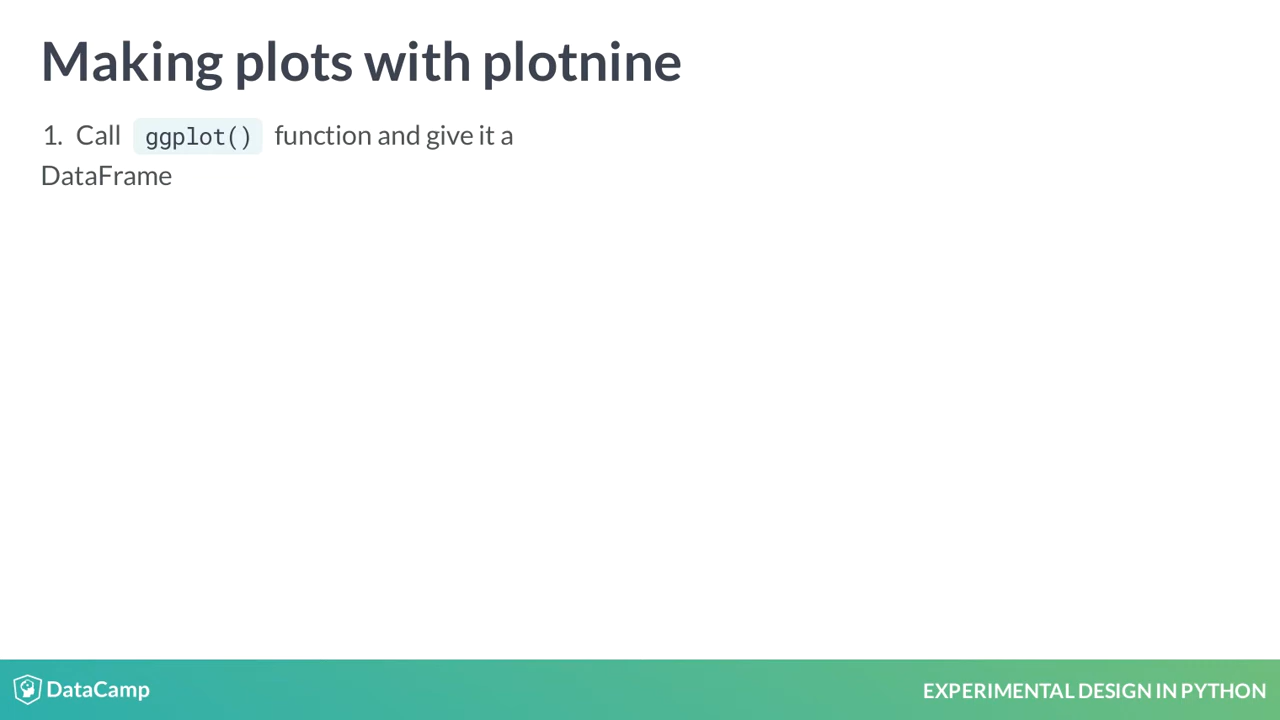 Making plots with plotnine
1. Call ggplot() function and give it a
DataFrame
DataCamp
EXPERIMENTAL DESIGN IN PYTHON